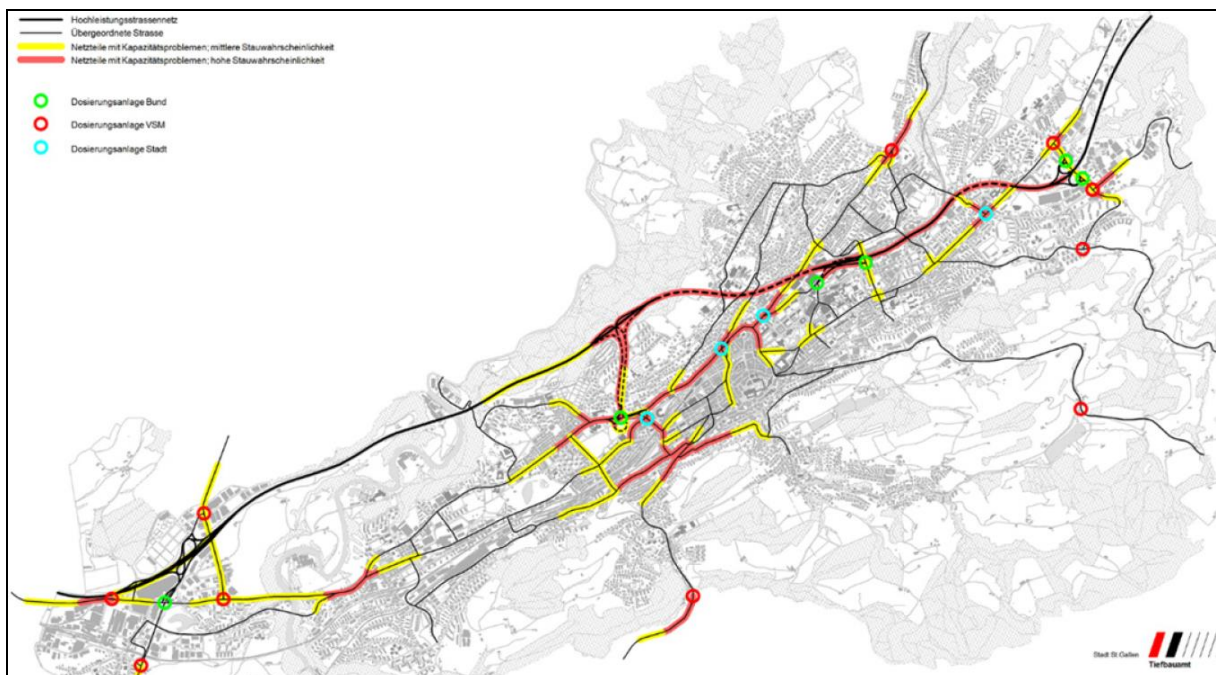 Hochleistungsstrassennetz
Übergeordnete Strasse
Netzteile mit Kapazitätsproblemen; mittlere Stauwahrscheinlichkeit
Netzteile mit Kapazitätsproblemen; hohe Stauwahrscheinlichkeit
Dosierungsanlage Bund
Dosierungsanlage VSM
Dosierungsanlage Stadt
Stadt St.Gallen
Tiefbauamt